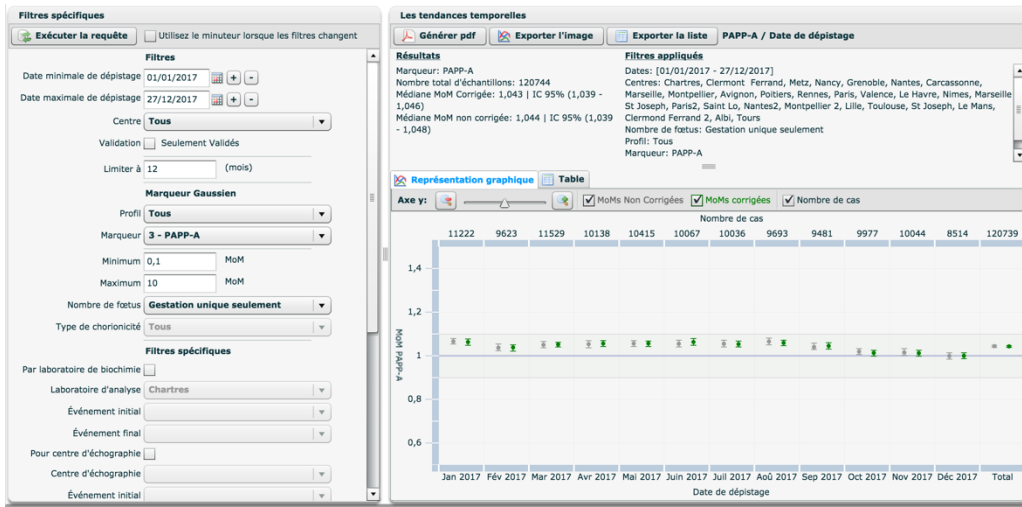 Filtres spécifiques
Exécuter la requête
Utilisez le minuteur lorsque les filtres changent
Filtres
Date minimale de dépistage 01/01/2017 + -
Date maximale de dépistage 27/12/2017 + -
Centre Tous
Validation Seulement Validés
Limiter à 12 (mois)
Marqueur Gaussien
Profil Tous
Marqueur 3 - PAPP-A
Minimum 0,1 MoM
Maximum 10 MoM
Nombre de fœtus Gestation unique seulement
Type de chorionicité Tous
Filtres spécifiques
Par laboratoire de biochimie
Laboratoire d'analyse Chartres
Événement initial
Événement final
Pour centre d'échographie
Centre d'échographie
Événement initial
Les tendances temporelles
Générer pdf Exporter l'image Exporter la liste PAPP-A / Date de dépistage
Résultats
Marqueur: PAPP-A
Nombre total d'échantillons: 120744
Médiane MoM Corrigée: 1,043 | IC 95% (1,039 -
1,046)
Médiane MoM non corrigée: 1,044 | IC 95% (1,039
- 1,048)
Filtres appliqués
Dates: [01/01/2017 - 27/12/2017]
Centres: Chartres, Clermont Ferrand, Metz, Nancy, Grenoble, Nantes, Carcassonne,
Marseille, Montpellier, Avignon, Poitiers, Rennes, Paris, Valence, Le Havre, Nimes, Marseille
St Joseph, Paris2, Saint Lo, Nantes2, Montpellier 2, Lille, Toulouse, St Joseph, Le Mans,
Clermond Ferrand 2, Albi, Tours
Nombre de fœtus: Gestation unique seulement
Profil: Tous
Marqueur: PAPP-A
Représentation graphique Table
Axe y: MoMs Non Corrigées MoMs corrigées Nombre de cas
Nombre de cas
11222 9623 11529 10138 10415 10067 10036 9693 9481 9977 10044 8514 120739
1,4
1,2
1
0,8
0,6
MoM PAPP-A
Jan 2017 Fév 2017 Mar 2017 Avr 2017 Mai 2017 Juin 2017 Juil 2017 Aoû 2017 Sep 2017 Oct 2017 Nov 2017 Déc 2017 Total
Date de dépistage